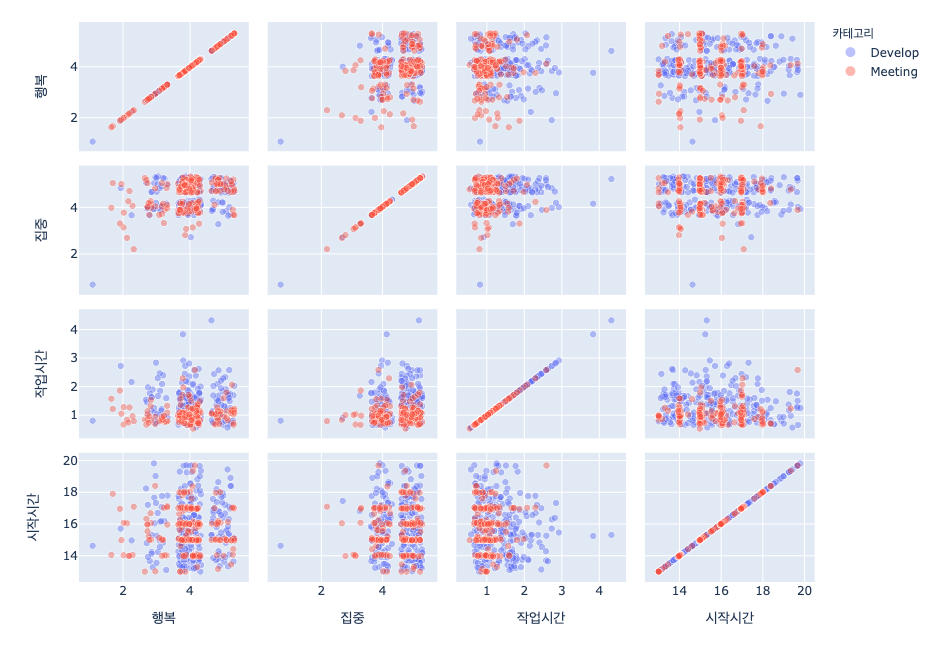 카테고리
Develop
Meeting
행복
4
2
집중
4
2
작업시간
4
3
2
1
시작시간
20
18
16
14
2 4 2 4 1 2 3 4 14 16 18 20
행복 집중 작업시간 시작시간